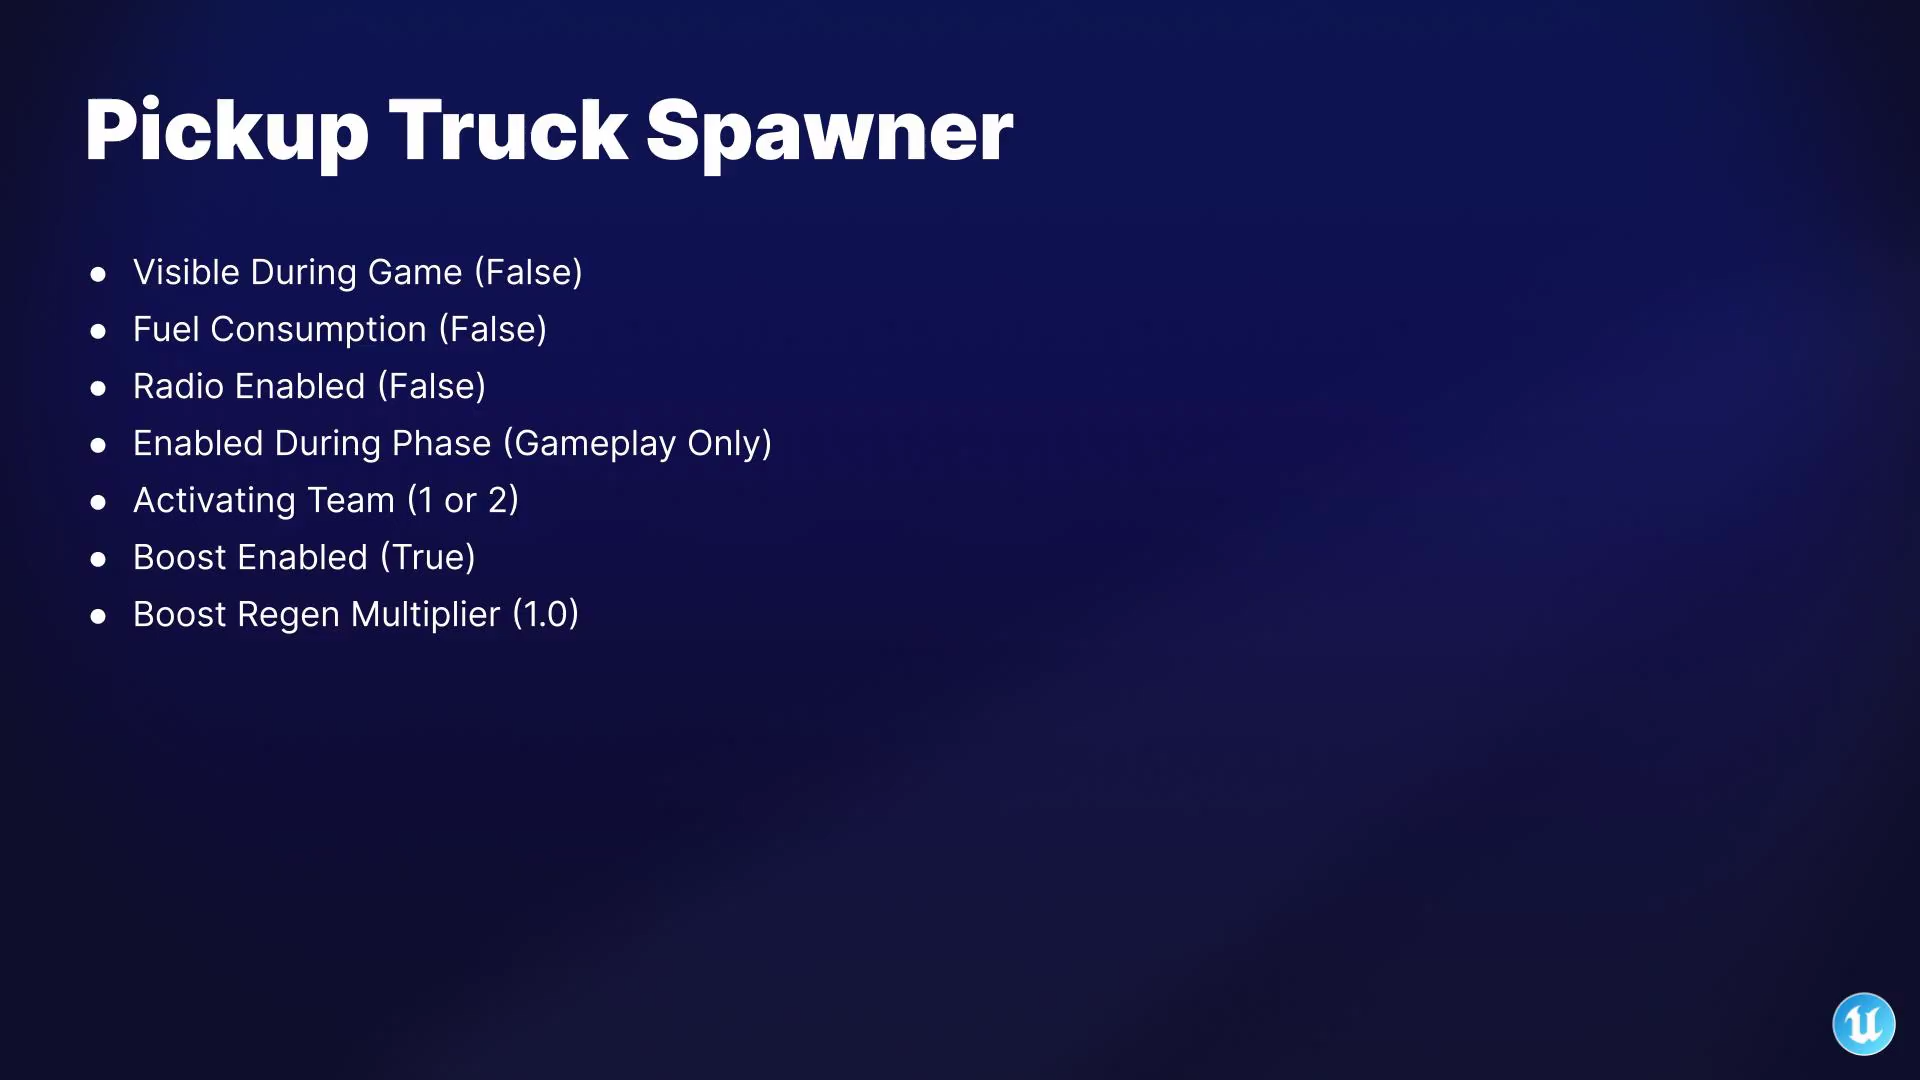 Pickup Truck Spawner
● Visible During Game (False)
● Fuel Consumption (False)
● Radio Enabled (False)
● Enabled During Phase (Gameplay Only)
● Activating Team (1 or 2)
● Boost Enabled (True)
● Boost Regen Multiplier (1.0)